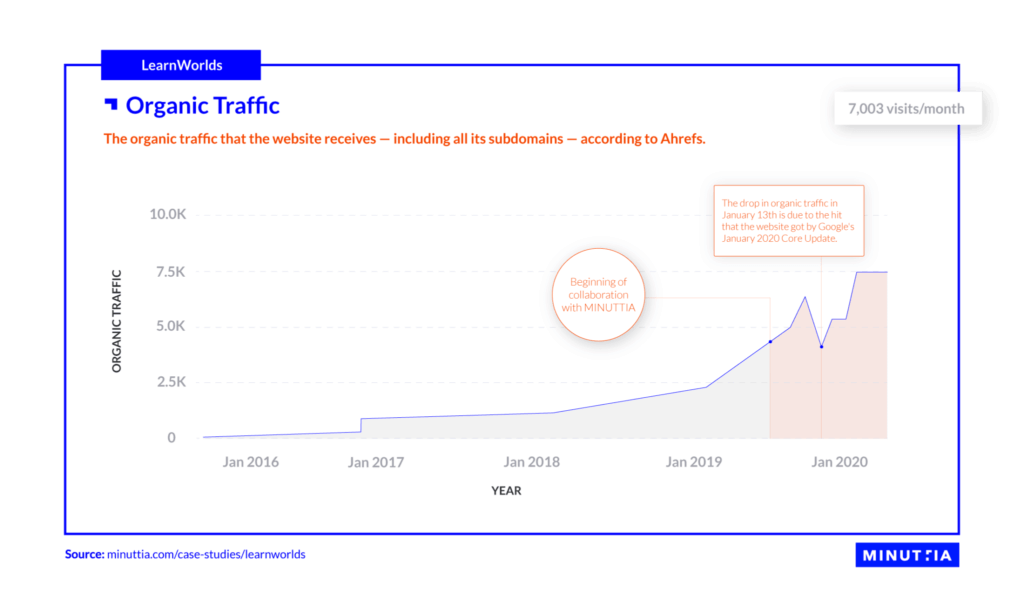 LearnWorlds
Organic Traffic
7,003 visits/month
The organic traffic that the website receives — including all its subdomains — according to Ahrefs.
The drop in organic traffic in
January 13th is due to the hit
that the website got by Google's
January 2020 Core Update.
10.0K
7.5K
5.0K
2.5K
0
ORGANIC TRAFFIC
Beginning of
collaboration
with MINUTTIA
Jan 2016
Jan 2017
Jan 2018
Jan 2019
Jan 2020
YEAR
Source: minuttia.com/case-studies/learnworlds
MINUTTIA